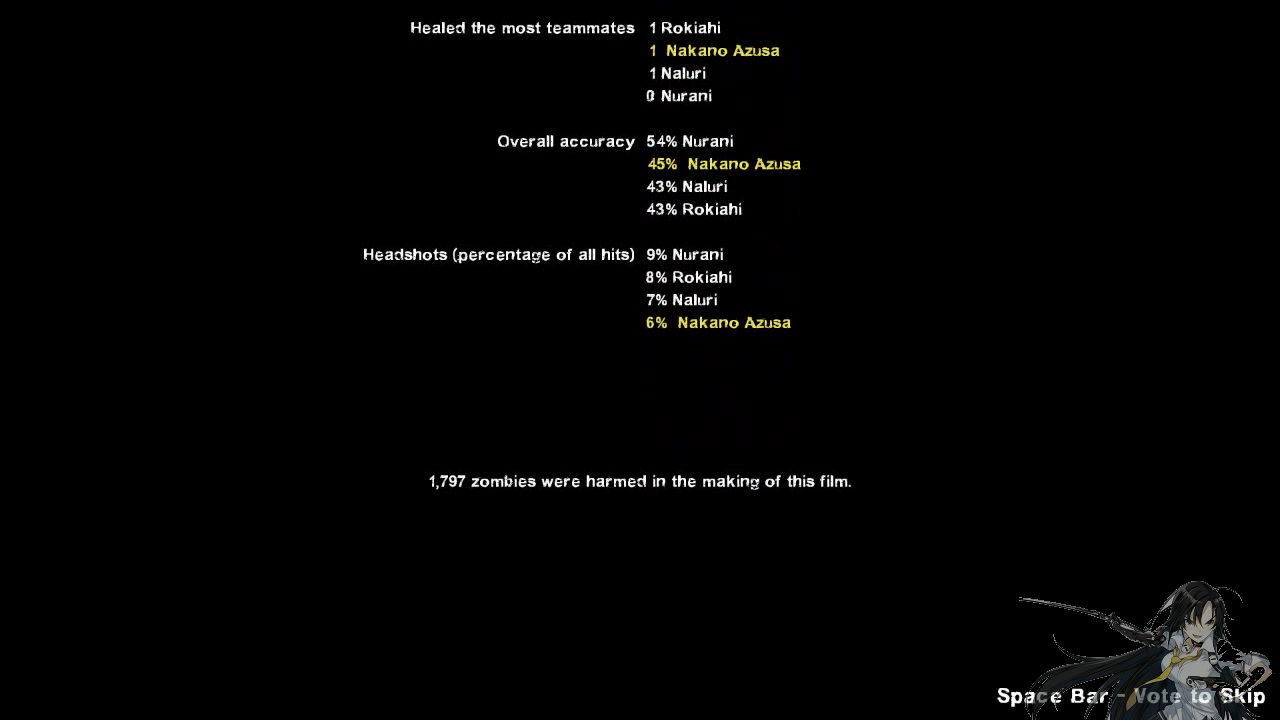 Healed the most teammates 1 Rokiahi
1 Nakano Azusa
1 Naluri
0 Nurani
Overall accuracy 54% Nurani
45% Nakano Azusa
43% Naluri
43% Rokiahi
Headshots (percentage of all hits) 9% Nurani
8% Rokiahi
7% Naluri
6% Nakano Azusa
1,797 zombies were harmed in the making of this film.
Space Bar - Vote to Skip